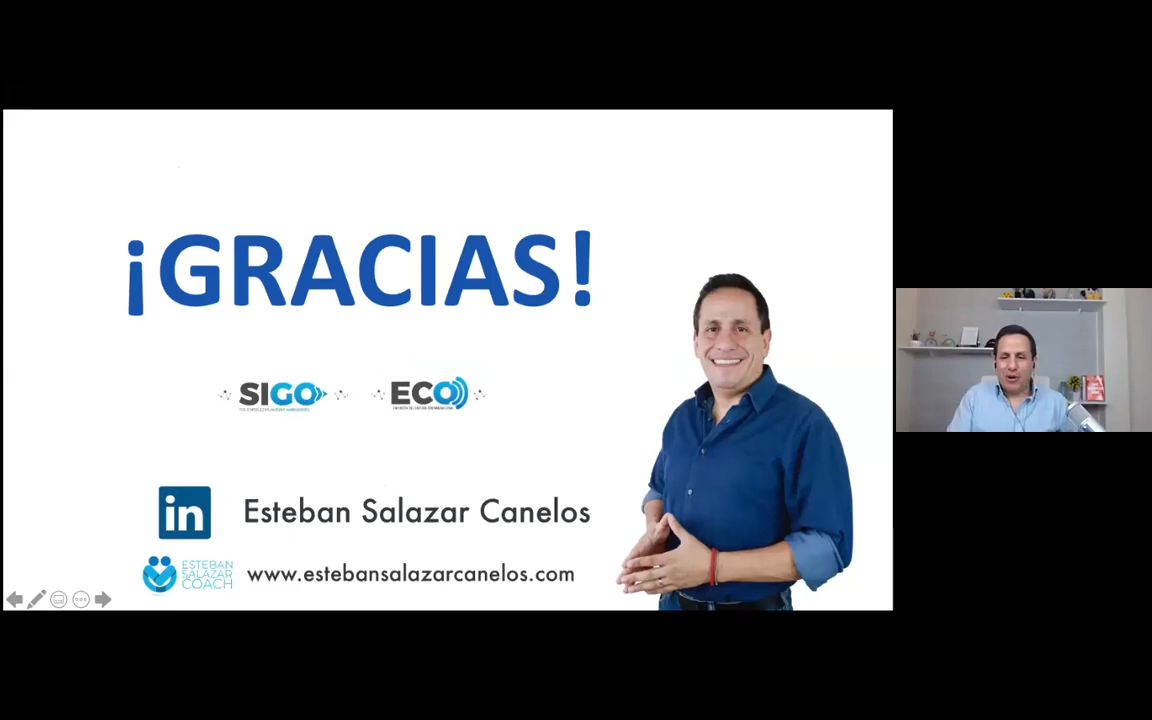 ¡GRACIAS!
SIGO
ECO
in
Esteban Salazar Canelos
ESTEBAN
SALAZAR
COACH
www.estebansalazarcanelos.com